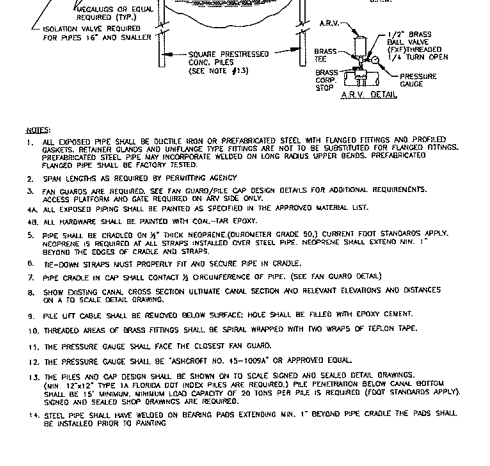 MEGALUGS OR EQUAL
REQUIRED (TYP.)
ISOLATION VALVE REQUIRED
FOR PIPES 16" AND SMALLER
SQUARE PRESTRESSED
CONC. PILES
(SEE NOTE #13)
A.R.V.
BRASS
TEE
BRASS
CORP.
STOP
1/2" BRASS
BALL VALVE
(FXF)THREADED
1/4 TURN OPEN
PRESSURE
GAUGE
A.R.V. DETAIL
NOTES:
1. ALL EXPOSED PIPE SHALL BE DUCTILE IRON OR PREFABRICATED STEEL WITH FLANGED FITTINGS AND PROFILED
GASKETS. RETAINER GLANDS AND UNIFLANGE TYPE FITTINGS ARE NOT TO BE SUBSTITUTED FOR FLANGED FITTINGS.
PREFABRICATED STEEL PIPE MAY INCORPORATE WELDED ON LONG RADIUS UPPER BENDS. PREFABRICATED
FLANGED PIPE SHALL BE FACTORY TESTED.
2. SPAN LENGTHS AS REQUIRED BY PERMITTING AGENCY
3. FAN GUARDS ARE REQUIRED. SEE FAN GUARD/PILE CAP DESIGN DETAILS FOR ADDITIONAL REQUIREMENTS.
ACCESS PLATFORM AND GATE REQUIRED ON ARV SIDE ONLY.
4A. ALL EXPOSED PIPING SHALL BE PAINTED AS SPECIFIED IN THE APPROVED MATERIAL LIST.
4B. ALL HARDWARE SHALL BE PAINTED WITH COAL-TAR EPOXY.
5. PIPE SHALL BE CRADLED ON THICK NEOPRENE,(DUROMETER GRADE 50,) CURRENT FDOT STANDARDS APPLY.
NEOPRENE IS REQUIRED AT ALL STRAPS INSTALLED OVER STEEL PIPE. NEOPRENE SHALL EXTEND MIN. 1"
BEYOND THE EDGES OF CRADLE AND STRAPS.
6. TIE-DOWN STRAPS MUST PROPERLY FIT AND SECURE PIPE IN CRADLE.
7. PIPE CRADLE IN CAP SHALL CONTACT CIRCUMFERENCE OF PIPE. (SEE FAN GUARD DETAIL)
8. SHOW EXISTING CANAL CROSS SECTION ULTIMATE CANAL SECTION AND RELEVANT ELEVATIONS AND DISTANCES
ON A TO SCALE DETAIL DRAWING.
9. PILE LIFT CABLE SHALL BE REMOVED BELOW SURFACE; HOLE SHALL BE FILLED WITH EPOXY CEMENT.
10. THREADED AREAS OF BRASS FITTINGS SHALL BE SPIRAL WRAPPED WITH TWO WRAPS OF TEFLON TAPE.
11. THE PRESSURE GAUGE SHALL FACE THE CLOSEST FAN GUARD.
12. THE PRESSURE GAUGE SHALL BE "ASHCROFT NO. 45-1009A" OR APPROVED EQUAL.
13. THE PILES AND CAP DESIGN SHALL BE SHOWN ON TO SCALE SIGNED AND SEALED DETAIL DRAWINGS.
(MIN. 12"x12" TYPE 1A FLORIDA DOT INDEX PILES ARE REQUIRED.) PILE PENETRATION BELOW CANAL BOTTOM
SHALL BE 15' MINIMUM, MINIMUM LOAD CAPACITY OF 20 TONS PER PILE IS REQUIRED (FDOT STANDARDS APPLY).
SIGNED AND SEALED SHOP DRAWINGS ARE REQUIRED.
14. STEEL PIPE SHALL HAVE WELDED ON BEARING PADS EXTENDING MIN. 1" BEYOND PIPE CRADLE THE PADS SHALL
BE INSTALLED PRIOR TO PAINTING